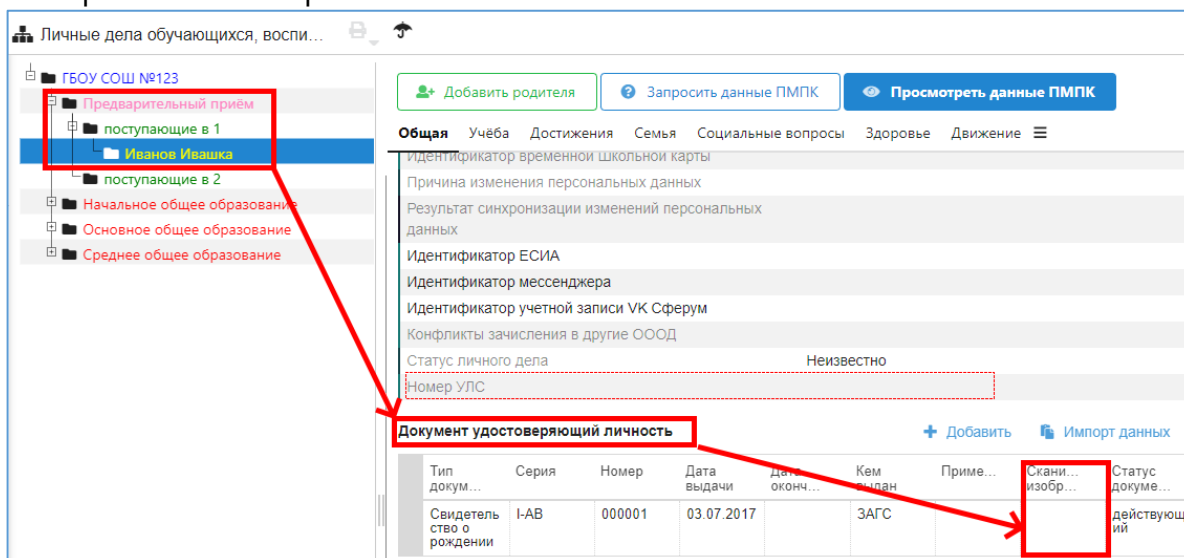 Личные дела обучающихся, воспи...
ГБОУ СОШ №123
Предварительный приём
поступающие в 1
Иванов Ивашка
поступающие в 2
Начальное общее образование
Основное общее образование
Среднее общее образование
Добавить родителя
Запросить данные ПМПК
Просмотреть данные ПМПК
Общая Учёба Достижения Семья Социальные вопросы Здоровье Движение
Идентификатор временной школьной карты
Причина изменения персональных данных
Результат синхронизации изменений персональных
данных
Идентификатор ЕСИА
Идентификатор мессенджера
Идентификатор учетной записи VK Сферум
Конфликты зачисления в другие ОООД
Статус личного дела Неизвестно
Номер УЛС
Документ удостоверяющий личность
Добавить Импорт данных
Тип Серия Номер Дата Дата Кем Приме... Скани... Статус
докум... выдачи оконч... выдан изобр... докуме...
Свидетель I-АВ 000001 03.07.2017 ЗАГС действующ
ство о ий
рождении